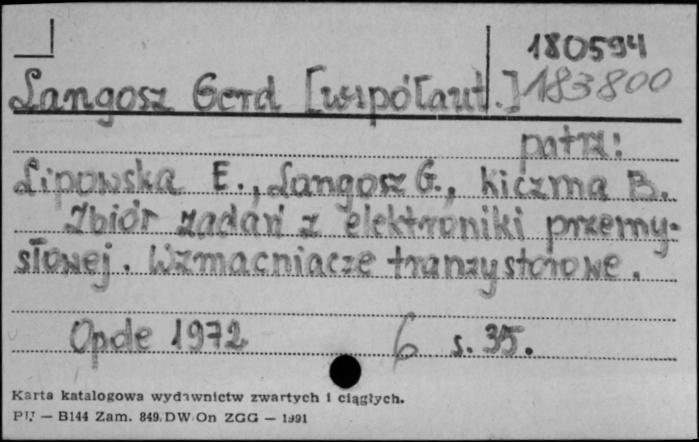 180594
Langosz Gerd [współaut.] 183800
patrz:
Lipowska E., Langosz G., Kiczma B.
Zbiór zadań z elektroniki przemy-
słowej. Wzmacniacze tranzystorowe.
Opole 1972 6 s. 35.
Karta katalogowa wydawnictw zwartych i ciągłych.
PU — B144 Zam. 849. DW. On ZGG — 1991